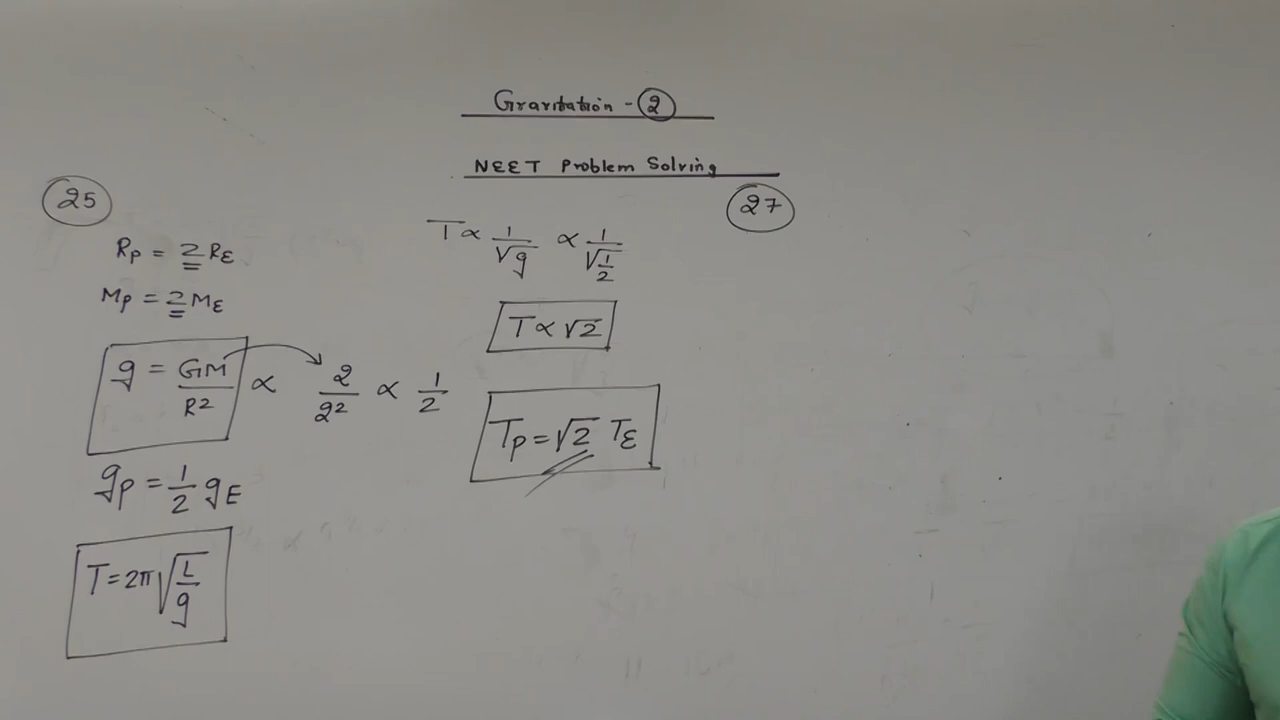 Gravitation - 2
NEET Problem Solving
25
Rp = 2 RE
Mp = 2 ME
g = GM/R² ∝ 2/2² ∝ 1/2
gp = 1/2 gE
T = 2π√(L/g)
T ∝ 1/√g ∝ 1/√(1/2)
T ∝ √2
Tp = √2 TE
27